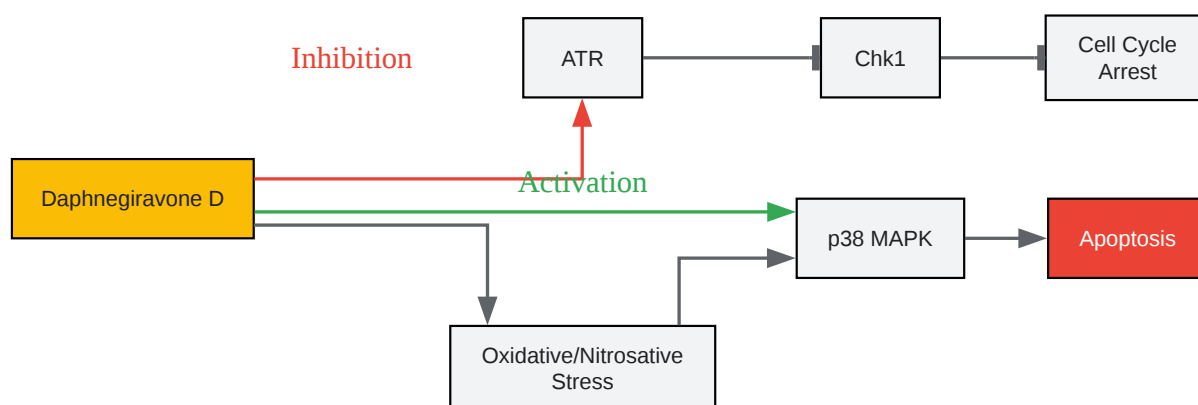 Inhibition
ATR
Chk1
Cell Cycle
Arrest
Daphnegiravone D
Activation
p38 MAPK
Apoptosis
Oxidative/Nitrosative
Stress